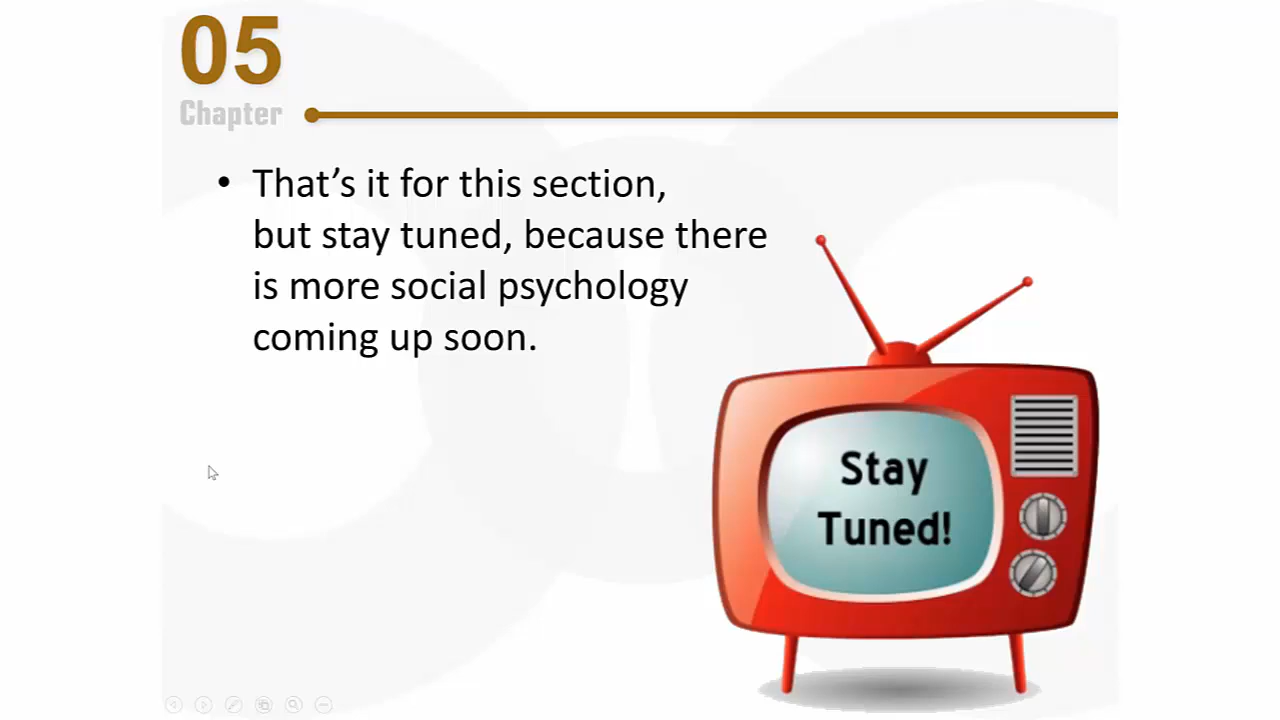 05
Chapter
• That’s it for this section,
but stay tuned, because there
is more social psychology
coming up soon.
Stay
Tuned!